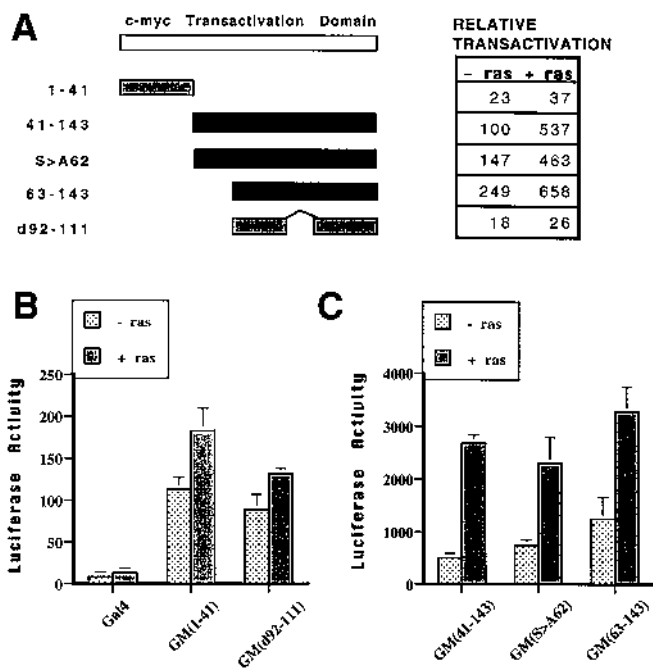 A
c-myc Transactivation Domain
RELATIVE
TRANSACTIVATION
- ras + ras
1-41
23 37
41-143
100 537
S>A62
147 463
63-143
249 658
d92-111
18 26
B
- ras
+ ras
Luciferase Activity
250
200
150
100
50
0
Gal4
GM(1-41)
GM(d92-111)
C
- ras
+ ras
Luciferase Activity
4000
3000
2000
1000
0
GM(41-143)
GM(S>A62)
GM(63-143)